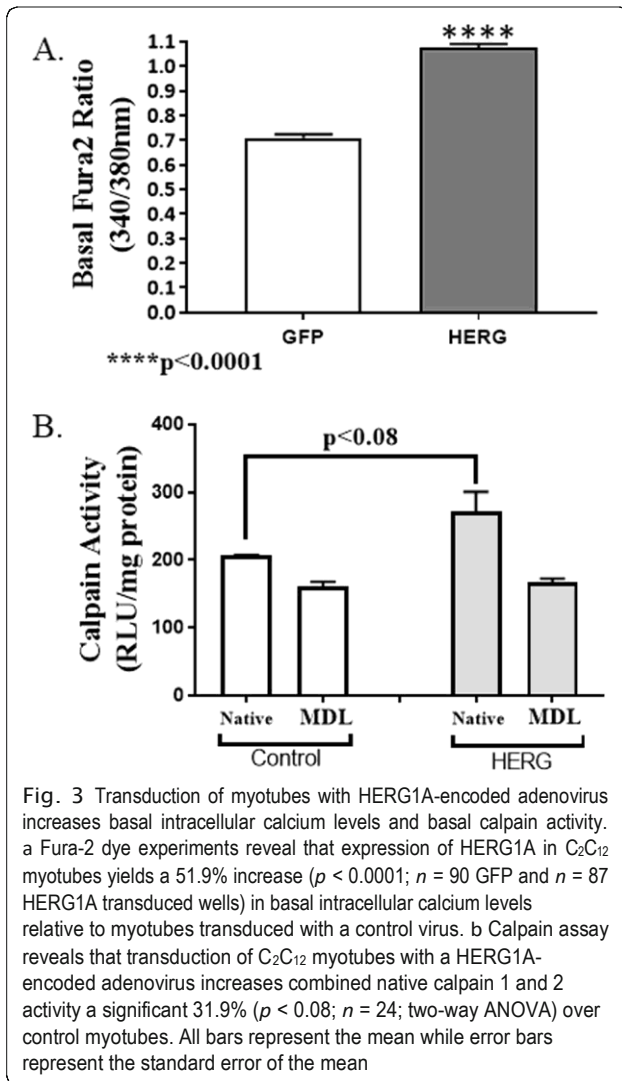 A.
****
Basal Fura2 Ratio
(340/380nm)
1.1
1.0
0.9
0.8
0.7
0.6
0.5
0.4
0.3
0.2
0.1
0.0
GFP HERG
****p<0.0001
B.
p<0.08
Calpain Activity
(RLU/mg protein)
400
300
200
100
0
Native MDL Native MDL
Control HERG
Fig. 3 Transduction of myotubes with HERG1A-encoded adenovirus
increases basal intracellular calcium levels and basal calpain activity.
a Fura-2 dye experiments reveal that expression of HERG1A in C₂C₁₂
myotubes yields a 51.9% increase (p < 0.0001; n = 90 GFP and n = 87
HERG1A transduced wells) in basal intracellular calcium levels
relative to myotubes transduced with a control virus. b Calpain assay
reveals that transduction of C₂C₁₂ myotubes with a HERG1A-
encoded adenovirus increases combined native calpain 1 and 2
activity a significant 31.9% (p < 0.08; n = 24; two-way ANOVA) over
control myotubes. All bars represent the mean while error bars
represent the standard error of the mean